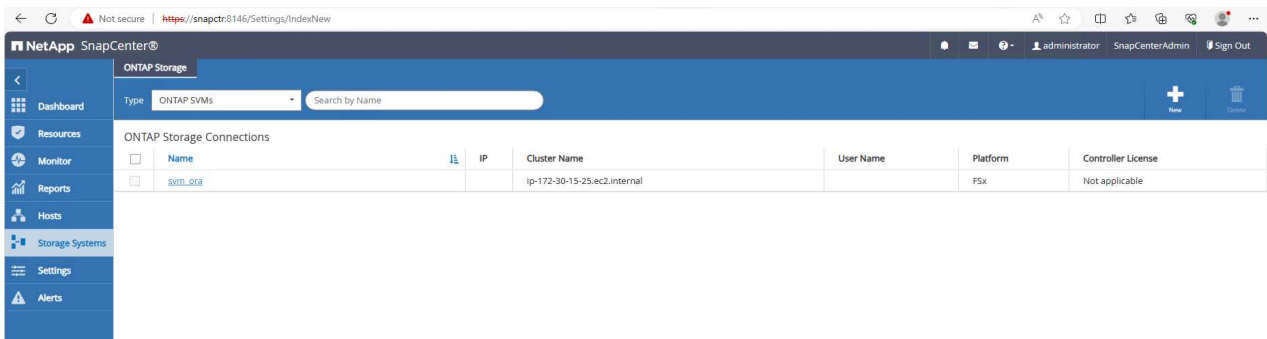 Not secure https://snapctr:8146/Settings/IndexNew
NetApp SnapCenter® administrator SnapCenterAdmin Sign Out
ONTAP Storage
Type ONTAP SVMs Search by Name New Delete
Dashboard
Resources
Monitor
Reports
Hosts
Storage Systems
Settings
Alerts
ONTAP Storage Connections
Name IP Cluster Name User Name Platform Controller License
svm_ora ip-172-30-15-25.ec2.internal FSx Not applicable